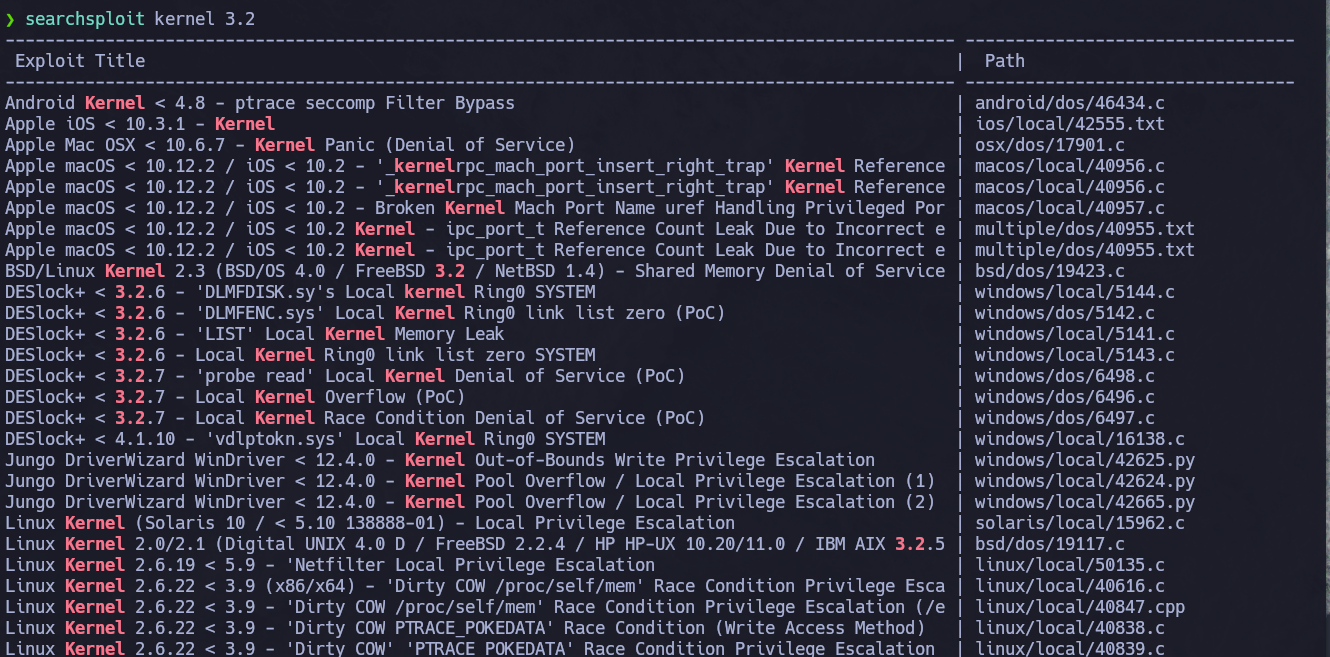 ❯ searchsploit kernel 3.2
----------------------------------------------------------------------------------------------- ---------------------------------
 Exploit Title                                                                                 |  Path
----------------------------------------------------------------------------------------------- ---------------------------------
Android Kernel < 4.8 - ptrace seccomp Filter Bypass                                            | android/dos/46434.c
Apple iOS < 10.3.1 - Kernel                                                                    | ios/local/42555.txt
Apple Mac OSX < 10.6.7 - Kernel Panic (Denial of Service)                                      | osx/dos/17901.c
Apple macOS < 10.12.2 / iOS < 10.2 - '_kernelrpc_mach_port_insert_right_trap' Kernel Reference | macos/local/40956.c
Apple macOS < 10.12.2 / iOS < 10.2 - '_kernelrpc_mach_port_insert_right_trap' Kernel Reference | macos/local/40956.c
Apple macOS < 10.12.2 / iOS < 10.2 - Broken Kernel Mach Port Name uref Handling Privileged Por | macos/local/40957.c
Apple macOS < 10.12.2 / iOS < 10.2 Kernel - ipc_port_t Reference Count Leak Due to Incorrect e | multiple/dos/40955.txt
Apple macOS < 10.12.2 / iOS < 10.2 Kernel - ipc_port_t Reference Count Leak Due to Incorrect e | multiple/dos/40955.txt
BSD/Linux Kernel 2.3 (BSD/OS 4.0 / FreeBSD 3.2 / NetBSD 1.4) - Shared Memory Denial of Service | bsd/dos/19423.c
DESlock+ < 3.2.6 - 'DLMFDISK.sy's Local kernel Ring0 SYSTEM                                    | windows/local/5144.c
DESlock+ < 3.2.6 - 'DLMFENC.sys' Local Kernel Ring0 link list zero (PoC)                       | windows/dos/5142.c
DESlock+ < 3.2.6 - 'LIST' Local Kernel Memory Leak                                             | windows/local/5141.c
DESlock+ < 3.2.6 - Local Kernel Ring0 link list zero SYSTEM                                    | windows/local/5143.c
DESlock+ < 3.2.7 - 'probe read' Local Kernel Denial of Service (PoC)                           | windows/dos/6498.c
DESlock+ < 3.2.7 - Local Kernel Overflow (PoC)                                                 | windows/dos/6496.c
DESlock+ < 3.2.7 - Local Kernel Race Condition Denial of Service (PoC)                         | windows/dos/6497.c
DESlock+ < 4.1.10 - 'vdlptokn.sys' Local Kernel Ring0 SYSTEM                                   | windows/local/16138.c
Jungo DriverWizard WinDriver < 12.4.0 - Kernel Out-of-Bounds Write Privilege Escalation        | windows/local/42625.py
Jungo DriverWizard WinDriver < 12.4.0 - Kernel Pool Overflow / Local Privilege Escalation (1)  | windows/local/42624.py
Jungo DriverWizard WinDriver < 12.4.0 - Kernel Pool Overflow / Local Privilege Escalation (2)  | windows/local/42665.py
Linux Kernel (Solaris 10 / < 5.10 138888-01) - Local Privilege Escalation                      | solaris/local/15962.c
Linux Kernel 2.0/2.1 (Digital UNIX 4.0 D / FreeBSD 2.2.4 / HP HP-UX 10.20/11.0 / IBM AIX 3.2.5 | bsd/dos/19117.c
Linux Kernel 2.6.19 < 5.9 - 'Netfilter Local Privilege Escalation                              | linux/local/50135.c
Linux Kernel 2.6.22 < 3.9 (x86/x64) - 'Dirty COW /proc/self/mem' Race Condition Privilege Esca | linux/local/40616.c
Linux Kernel 2.6.22 < 3.9 - 'Dirty COW /proc/self/mem' Race Condition Privilege Escalation (/e | linux/local/40847.cpp
Linux Kernel 2.6.22 < 3.9 - 'Dirty COW PTRACE_POKEDATA' Race Condition (Write Access Method)   | linux/local/40838.c
Linux Kernel 2.6.22 < 3.9 - 'Dirty COW' 'PTRACE_POKEDATA' Race Condition Privilege Escalation  | linux/local/40839.c